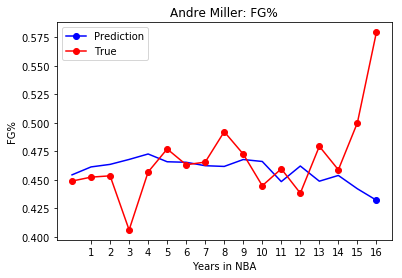 Andre Miller: FG%
Prediction
True
0.575
0.550
0.525
0.500
0.475
0.450
0.425
0.400
FG%
1 2 3 4 5 6 7 8 9 10 11 12 13 14 15 16
Years in NBA